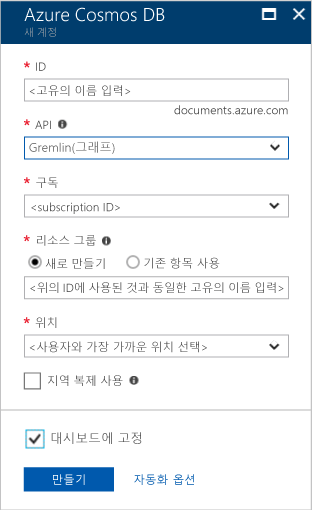 Azure Cosmos DB
새 계정
* ID
<고유의 이름 입력>
documents.azure.com
* API
Gremlin(그래프)
* 구독
<subscription ID>
* 리소스 그룹
새로 만들기 기존 항목 사용
<위의 ID에 사용된 것과 동일한 고유의 이름 입력>
* 위치
<사용자와 가장 가까운 위치 선택>
지역 복제 사용
대시보드에 고정
만들기 자동화 옵션